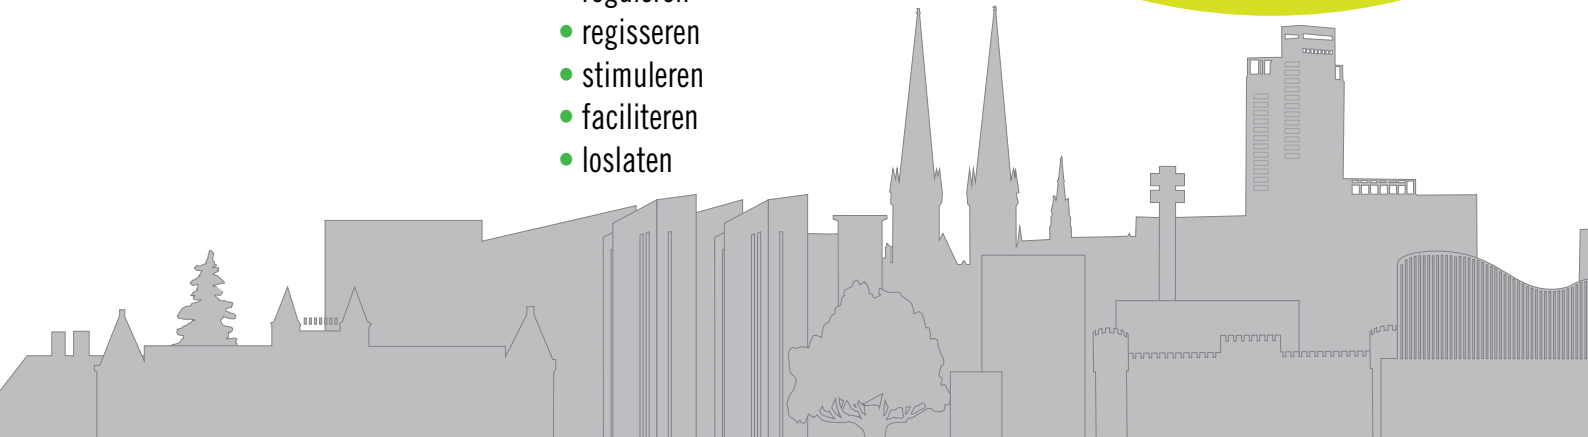 • regisseren
• stimuleren
• faciliteren
• loslaten